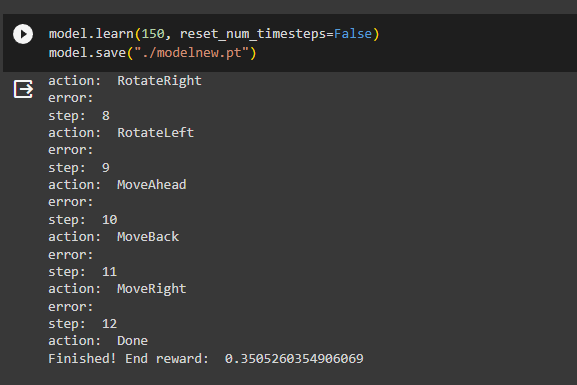 model.learn(150, reset_num_timesteps=False)
model.save("./modelnew.pt")
action:  RotateRight
error:
step:  8
action:  RotateLeft
error:
step:  9
action:  MoveAhead
error:
step:  10
action:  MoveBack
error:
step:  11
action:  MoveRight
error:
step:  12
action:  Done
Finished! End reward:  0.3505260354906069